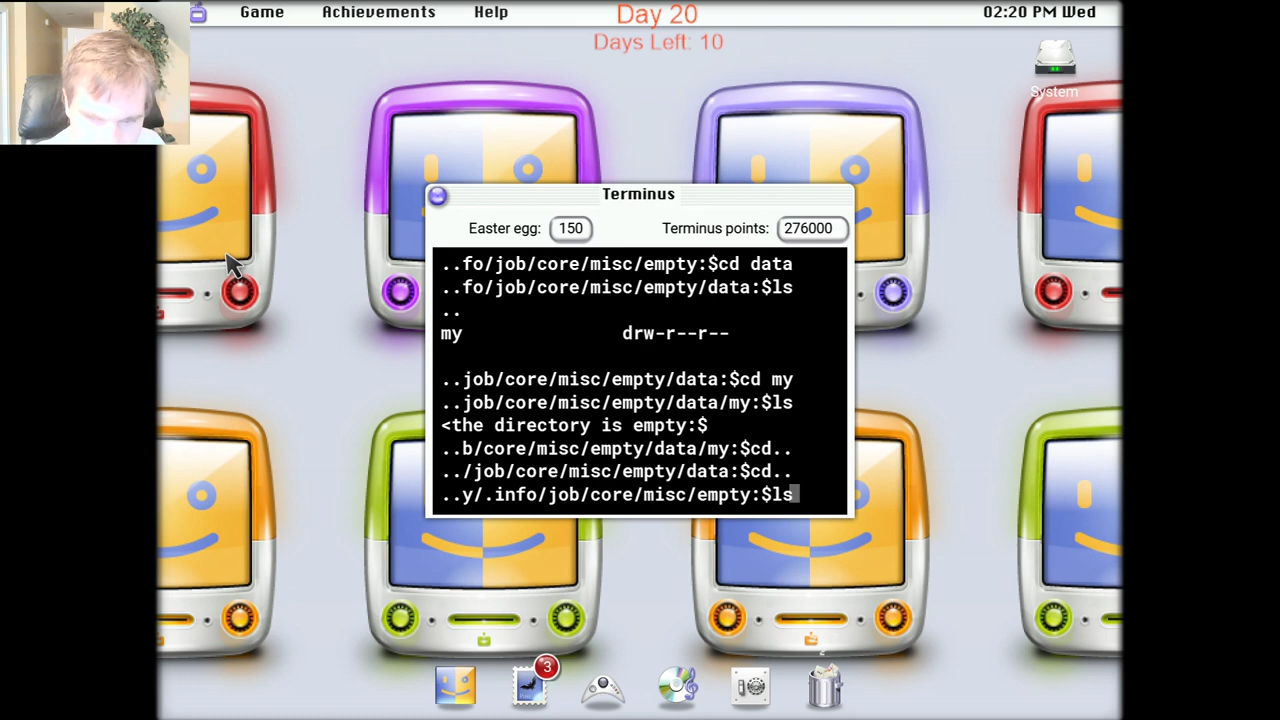 Game Achievements Help Day 20 02:20 PM Wed
Days Left: 10
System
Terminus
Easter egg: 150 Terminus points: 276000
..fo/job/core/misc/empty:$cd data
..fo/job/core/misc/empty/data:$ls
..
my drw-r--r--
..job/core/misc/empty/data:$cd my
..job/core/misc/empty/data/my:$ls
<the directory is empty:$
..b/core/misc/empty/data/my:$cd..
../job/core/misc/empty/data:$cd..
..y/.info/job/core/misc/empty:$ls
3